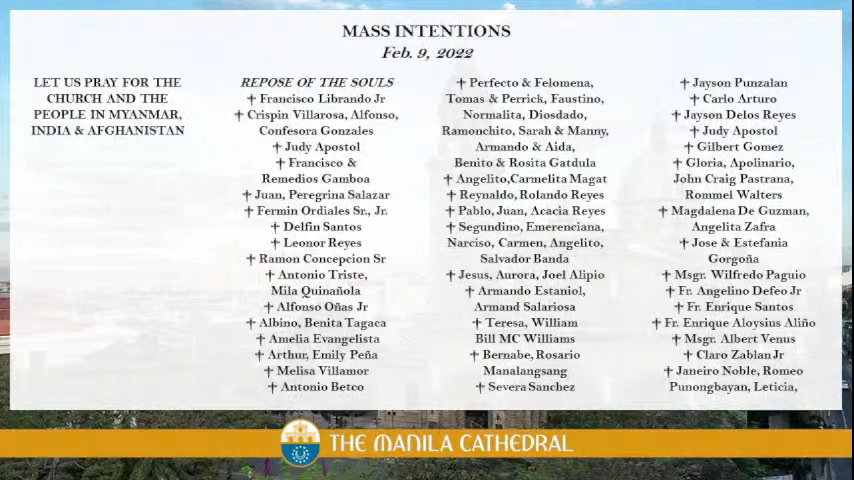 MASS INTENTIONS
Feb. 9, 2022
LET US PRAY FOR THE
CHURCH AND THE
PEOPLE IN MYANMAR,
INDIA & AFGHANISTAN
REPOSE OF THE SOULS
✝ Francisco Librando Jr
✝ Crispin Villarosa, Alfonso,
Confesora Gonzales
✝ Judy Apostol
✝ Francisco &
Remedios Gamboa
✝ Juan, Peregrina Salazar
✝ Fermin Ordiales Sr., Jr.
✝ Delfin Santos
✝ Leonor Reyes
✝ Ramon Concepcion Sr
✝ Antonio Triste,
Mila Quinañola
✝ Alfonso Oñas Jr
✝ Albino, Benita Tagaca
✝ Amelia Evangelista
✝ Arthur, Emily Peña
✝ Melisa Villamor
✝ Antonio Betco
✝ Perfecto & Felomena,
Tomas & Perrick, Faustino,
Normalita, Diosdado,
Ramonchito, Sarah & Manny,
Armando & Aida,
Benito & Rosita Gatdula
✝ Angelito,Carmelita Magat
✝ Reynaldo, Rolando Reyes
✝ Pablo, Juan, Acacia Reyes
✝ Segundino, Emerenciana,
Narciso, Carmen, Angelito,
Salvador Banda
✝ Jesus, Aurora, Joel Alipio
✝ Armando Estaniol,
Armand Salariosa
✝ Teresa, William
Bill MC Williams
✝ Bernabe, Rosario
Manalangsang
✝ Severa Sanchez
✝ Jayson Punzalan
✝ Carlo Arturo
✝ Jayson Delos Reyes
✝ Judy Apostol
✝ Gilbert Gomez
✝ Gloria, Apolinario,
John Craig Pastrana,
Rommel Walters
✝ Magdalena De Guzman,
Angelita Zafra
✝ Jose & Estefania
Gorgoña
✝ Msgr. Wilfredo Paguio
✝ Fr. Angelino Defeo Jr
✝ Fr. Enrique Santos
✝ Fr. Enrique Aloysius Aliño
✝ Msgr. Albert Venus
✝ Claro Zablan Jr
✝ Janeiro Noble, Romeo
Punongbayan, Leticia,
THE MANILA CATHEDRAL